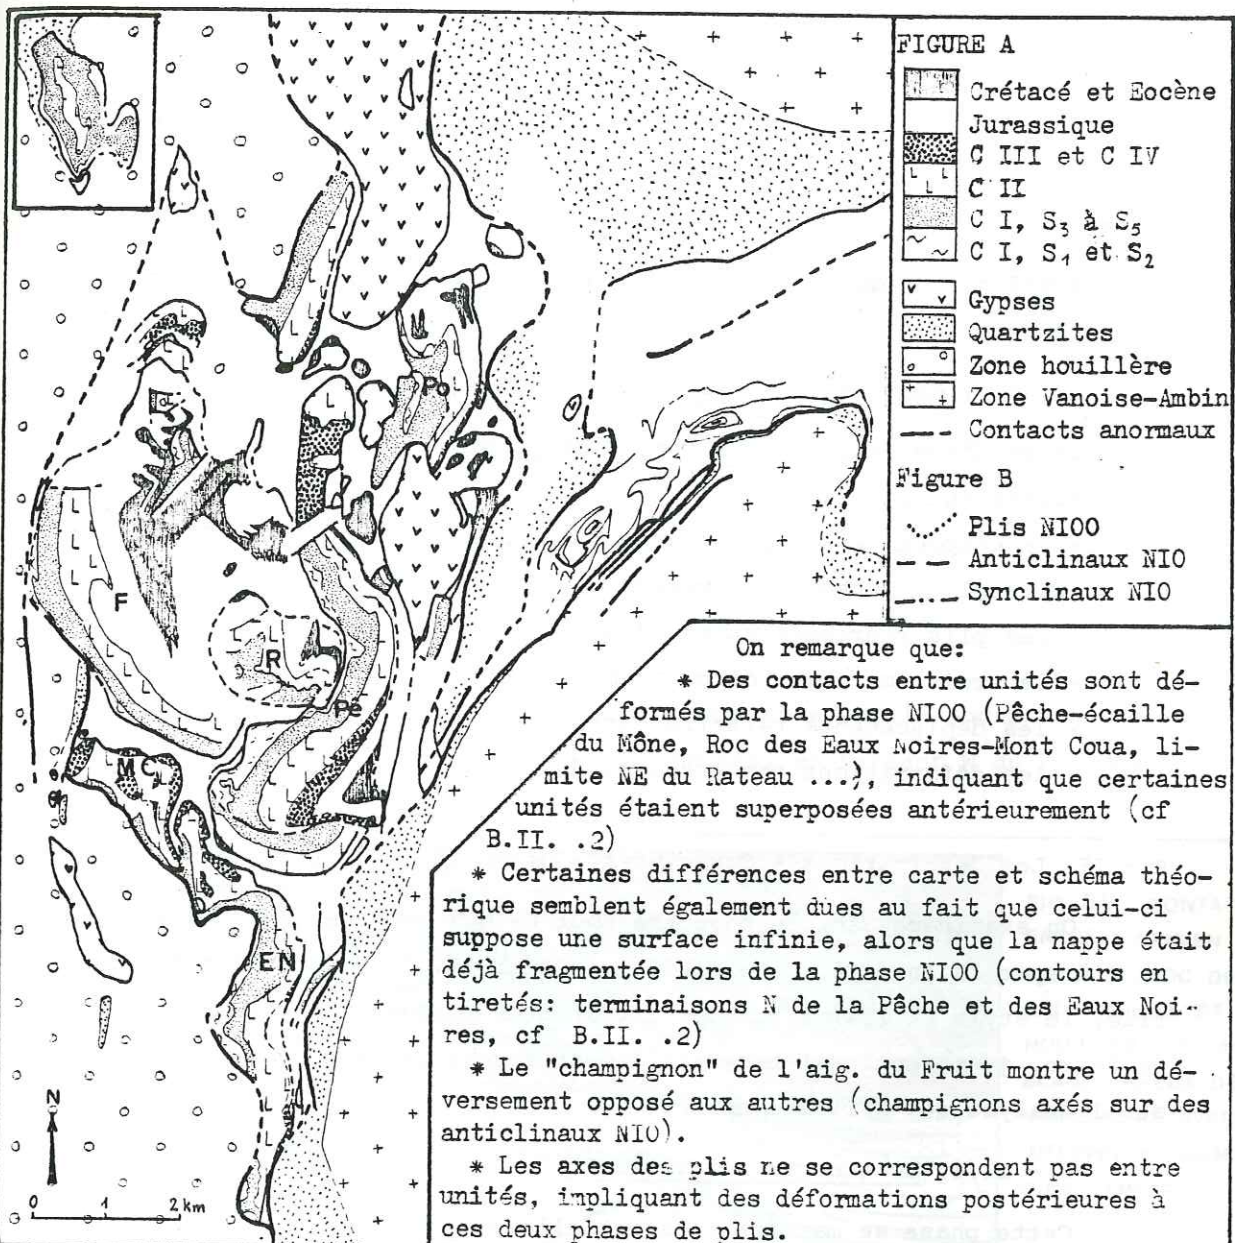 FIGURE A
Crétacé et Eocène
Jurassique
C III et C IV
C II
C I, S₃ à S₅
C I, S₁ et S₂
Gypses
Quartzites
Zone houillère
Zone Vanoise-Ambin
Contacts anormaux
Figure B
Plis NIOO
Anticlinaux NIO
Synclinaux NIO
On remarque que:
* Des contacts entre unités sont dé-
formés par la phase NIOO (Pêche-écaille
du Mône, Roc des Eaux Noires-Mont Coua, li-
mite NE du Rateau ...), indiquant que certaines
unités étaient superposées antérieurement (cf
B.II. .2)
* Certaines différences entre carte et schéma théo-
rique semblent également dues au fait que celui-ci
suppose une surface infinie, alors que la nappe était
déjà fragmentée lors de la phase NIOO (contours en
tiretés: terminaisons N de la Pêche et des Eaux Noi-
res, cf B.II. .2)
* Le "champignon" de l'aig. du Fruit montre un dé-
versement opposé aux autres (champignons axés sur des
anticlinaux NIO).
* Les axes des plis ne se correspondent pas entre
unités, impliquant des déformations postérieures à
ces deux phases de plis.
M
Po
F
R
Pe
MC
EN
N
0 1 2 km